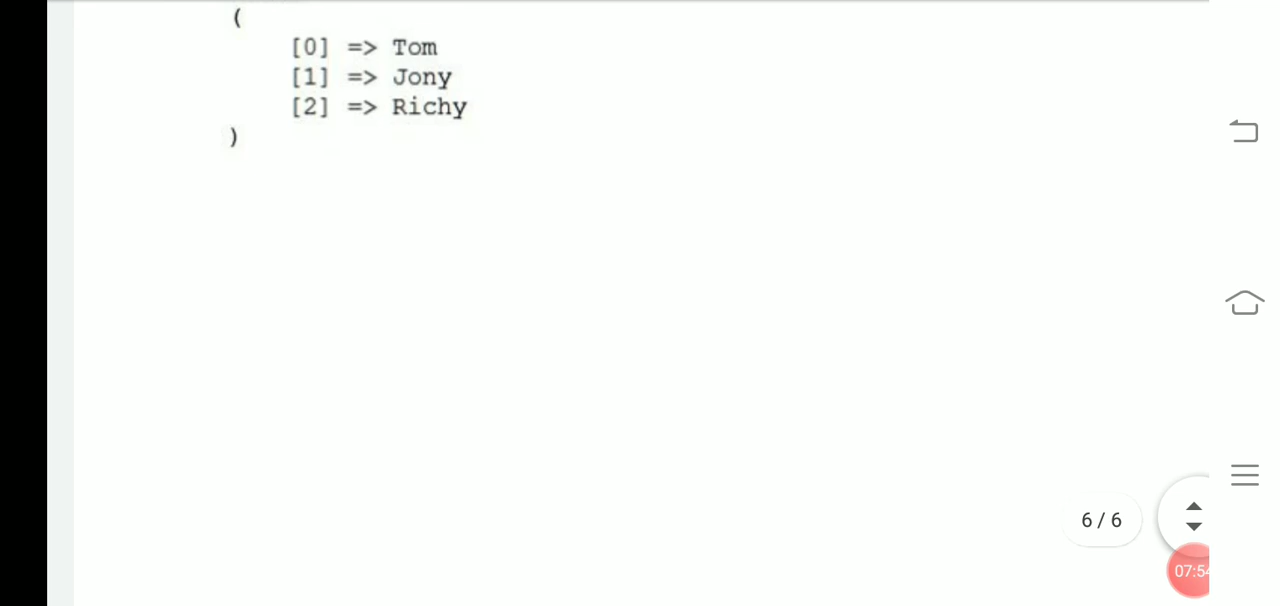 (
[0] => Tom
[1] => Jony
[2] => Richy
)
6 / 6
07:54